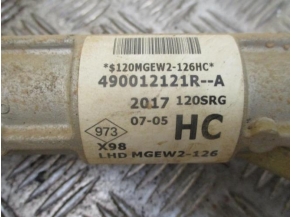 *$120MGEW2-126HC*
490012121R--A
2017 120SRG
07-05 HC
973
X98
LHD MGEW2-126